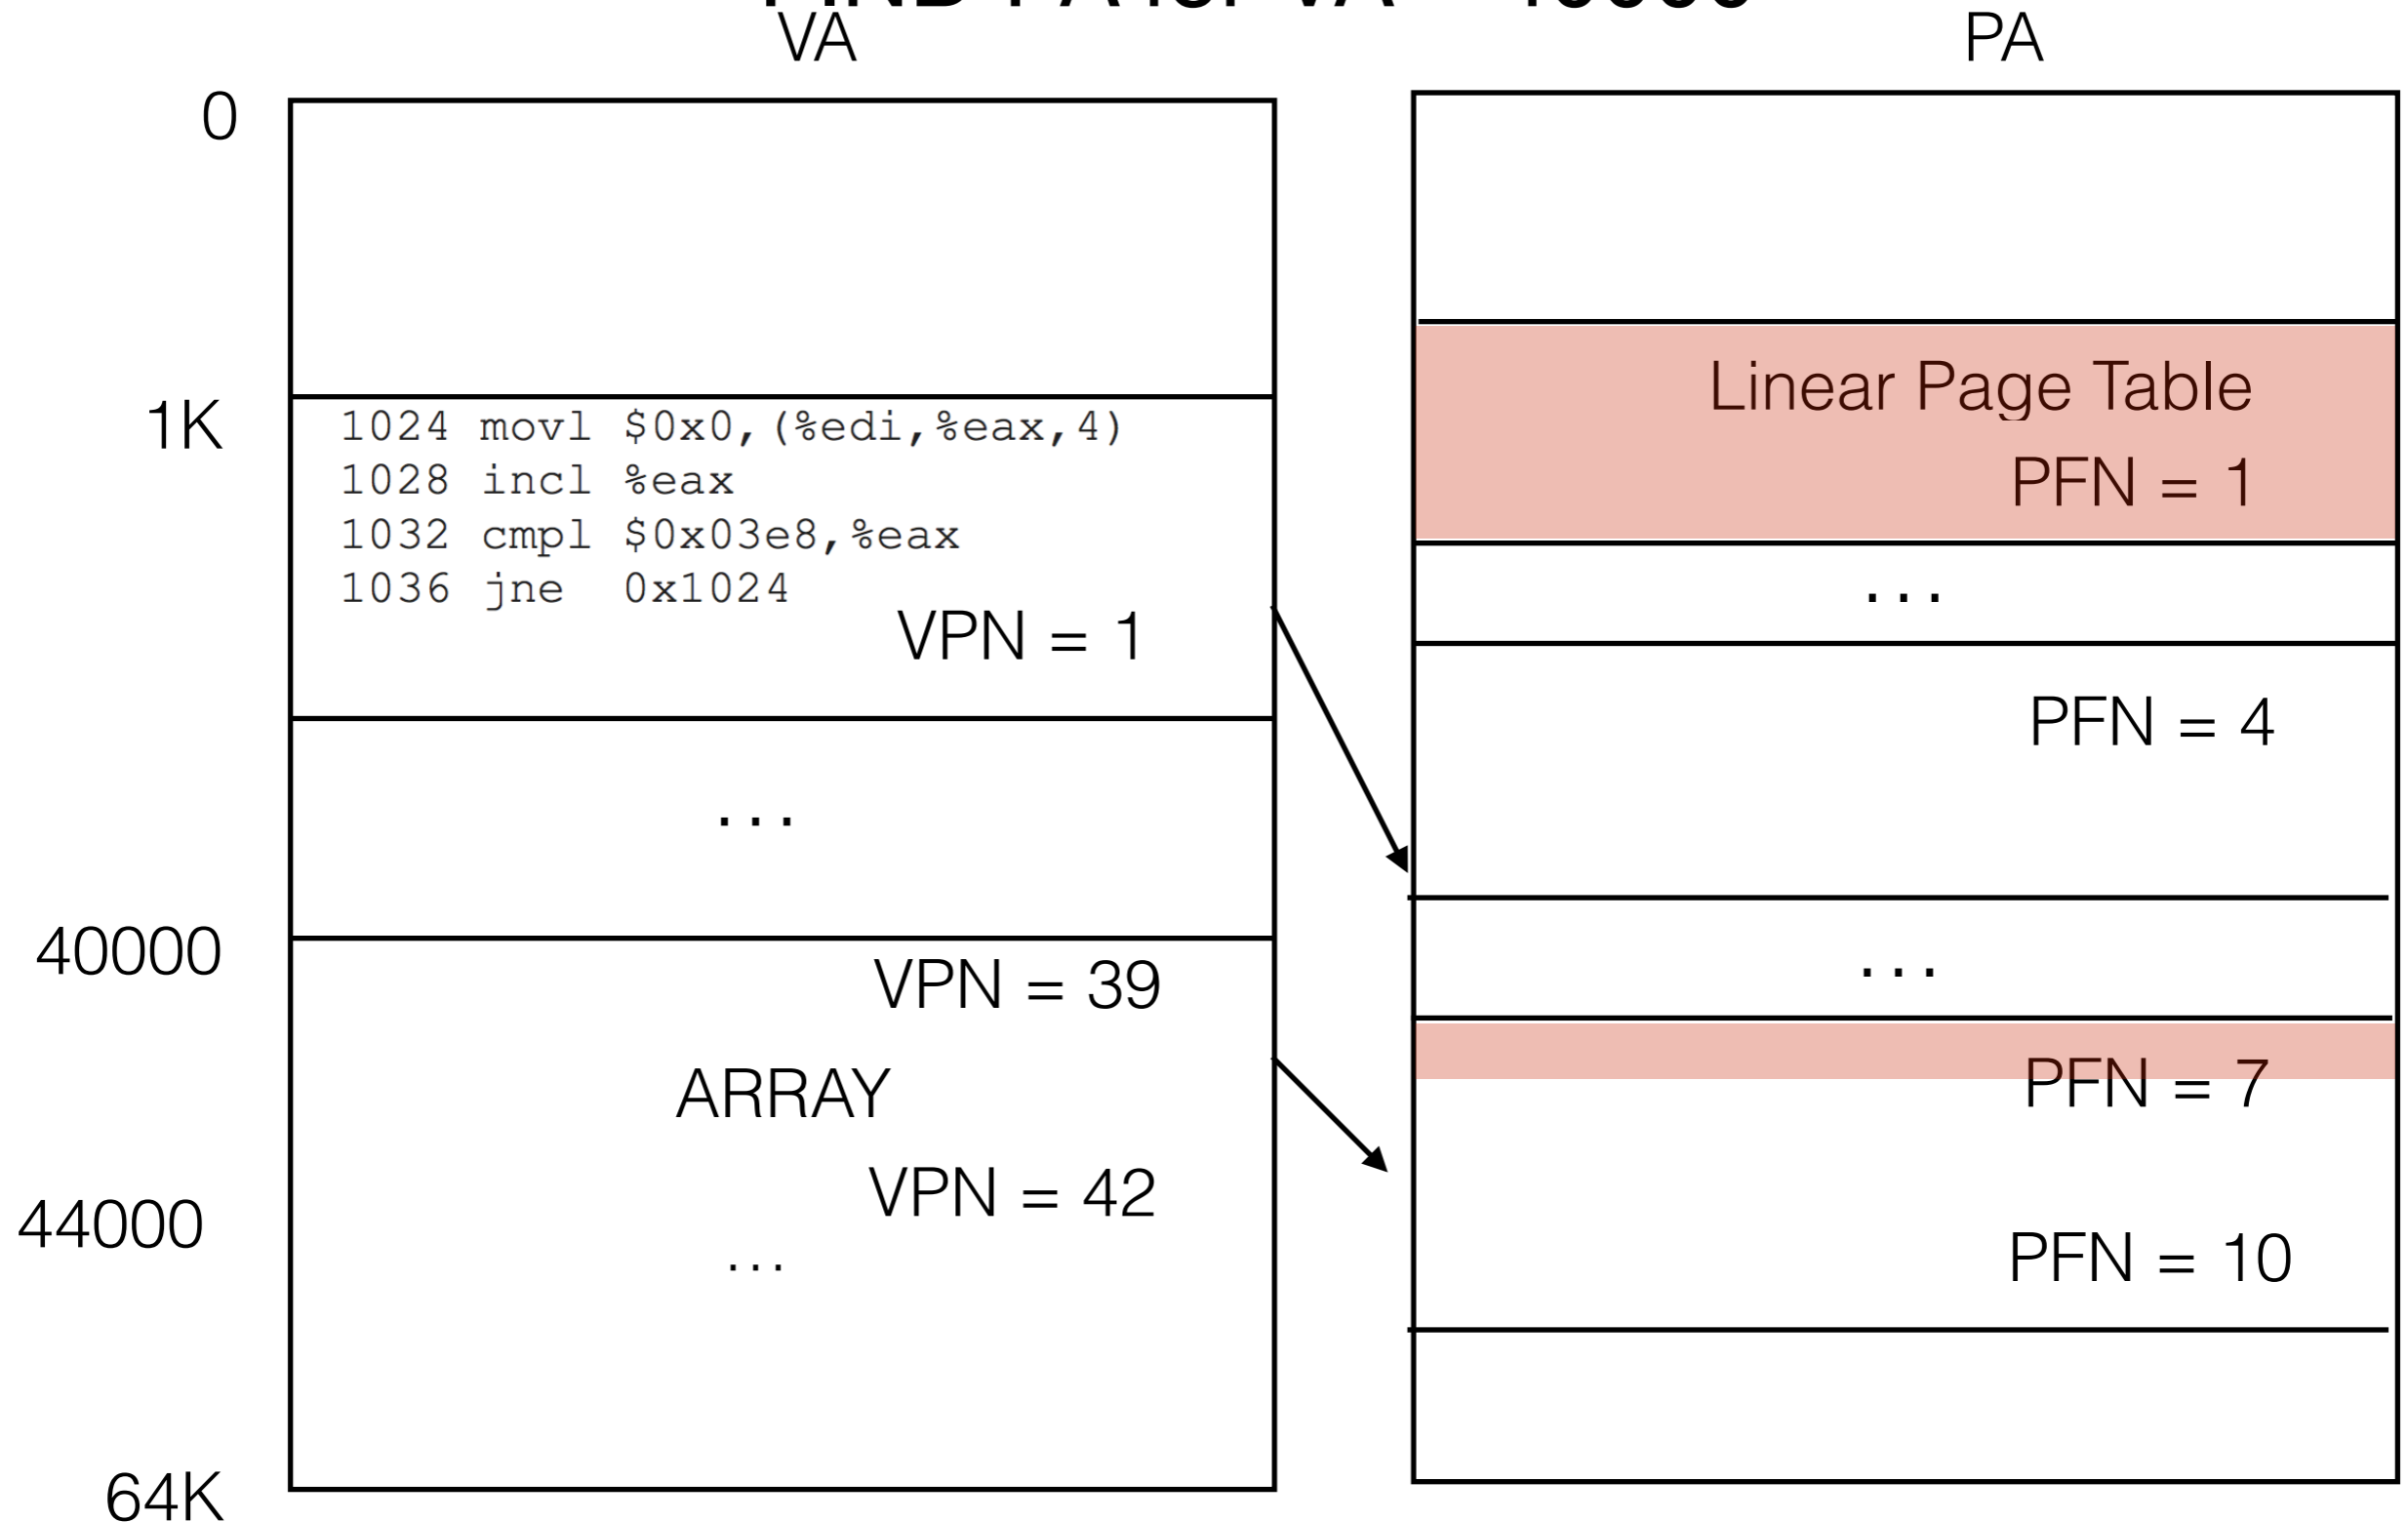 VA
PA
0
1K
1024 movl $0x0,(%edi,%eax,4)
1028 incl %eax
1032 cmpl $0x03e8,%eax
1036 jne 0x1024
VPN = 1
...
40000
VPN = 39
ARRAY
VPN = 42
44000
...
64K
Linear Page Table
PFN = 1
...
PFN = 4
...
PFN = 7
PFN = 10